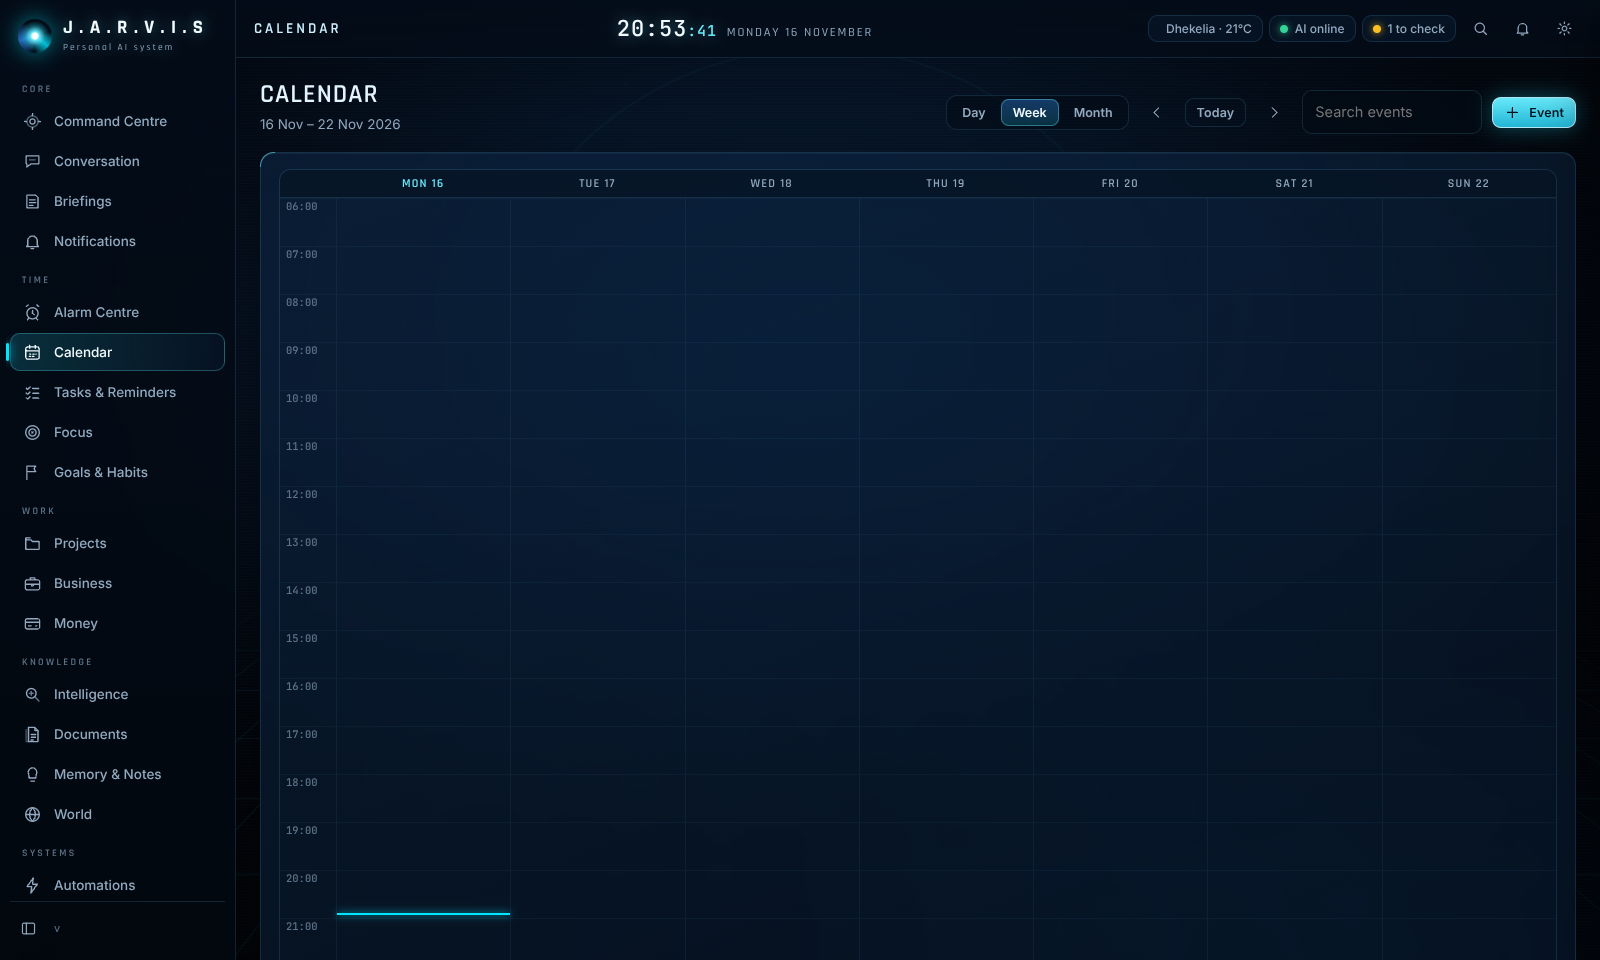 J.A.R.V.I.S
Personal AI system
CORE
Command Centre
Conversation
Briefings
Notifications
TIME
Alarm Centre
Calendar
Tasks & Reminders
Focus
Goals & Habits
WORK
Projects
Business
Money
KNOWLEDGE
Intelligence
Documents
Memory & Notes
World
SYSTEMS
Automations
v
CALENDAR
20:53:41 MONDAY 16 NOVEMBER
Dhekelia · 21°C
AI online
1 to check
CALENDAR
16 Nov – 22 Nov 2026
Day Week Month
Today
Search events
+ Event
MON 16 TUE 17 WED 18 THU 19 FRI 20 SAT 21 SUN 22
06:00
07:00
08:00
09:00
10:00
11:00
12:00
13:00
14:00
15:00
16:00
17:00
18:00
19:00
20:00
21:00